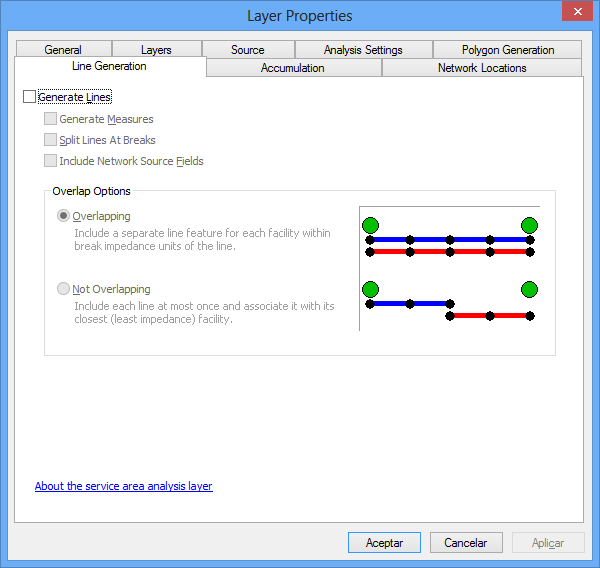 Layer Properties
General
Layers
Source
Analysis Settings
Polygon Generation
Line Generation
Accumulation
Network Locations
Generate Lines
Generate Measures
Split Lines At Breaks
Include Network Source Fields
Overlap Options
Overlapping
Include a separate line feature for each facility within
break impedance units of the line.
Not Overlapping
Include each line at most once and associate it with its
closest (least impedance) facility.
About the service area analysis layer
Aceptar
Cancelar
Aplicar